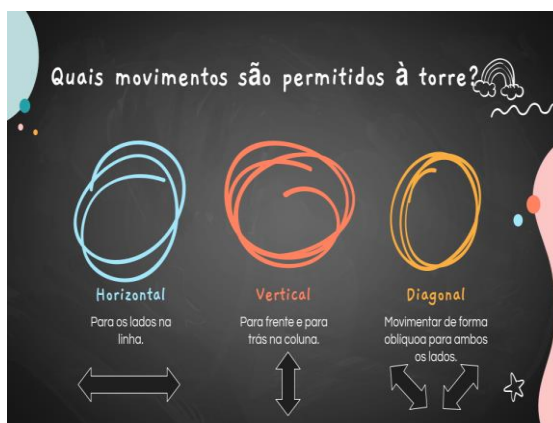 Quais movimentos são permitidos à torre?
Horizontal
Para os lados na
linha.
Vertical
Para frente e para
trás na coluna.
Diagonal
Movimentar de forma
oblíquoa para ambos
os lados.